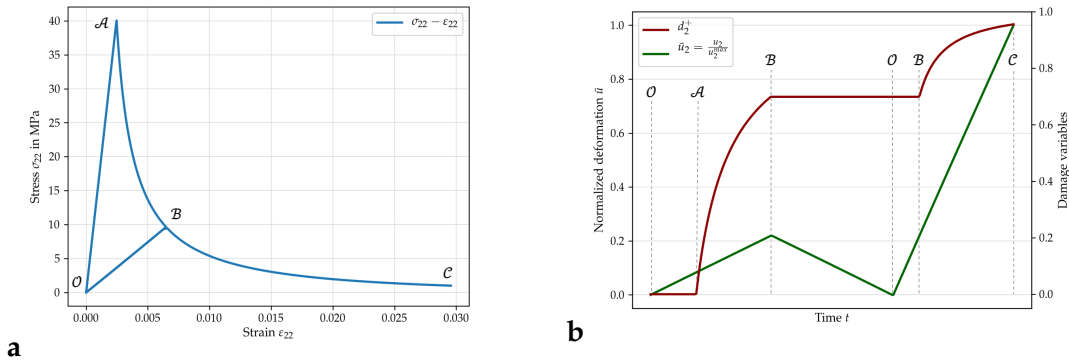 𝒜
40
35
30
25
20
15
10
5
0
Stress σ₂₂ in MPa
σ₂₂ − ε₂₂
ℬ
𝒪
𝒞
0.000 0.005 0.010 0.015 0.020 0.025 0.030
Strain ε₂₂
a
1.0
0.8
0.6
0.4
0.2
0.0
Normalized deformation ū
d₂⁺
ū₂ = u₂/u₂ᵐᵃˣ
𝒪 𝒜 ℬ 𝒪 ℬ 𝒞
1.0
0.8
0.6
0.4
0.2
0.0
Damage variables
Time t
b